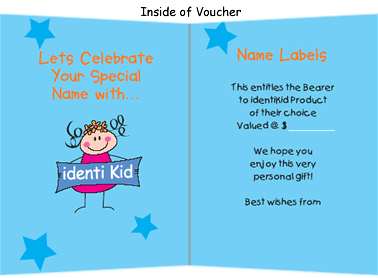 Inside of Voucher
Lets Celebrate
Your Special
Name with...
identi Kid
Name Labels
This entitles the Bearer
to identiKid Product
of their choice
Valued @ $__________
We hope you
enjoy this very
personal gift!
Best wishes from